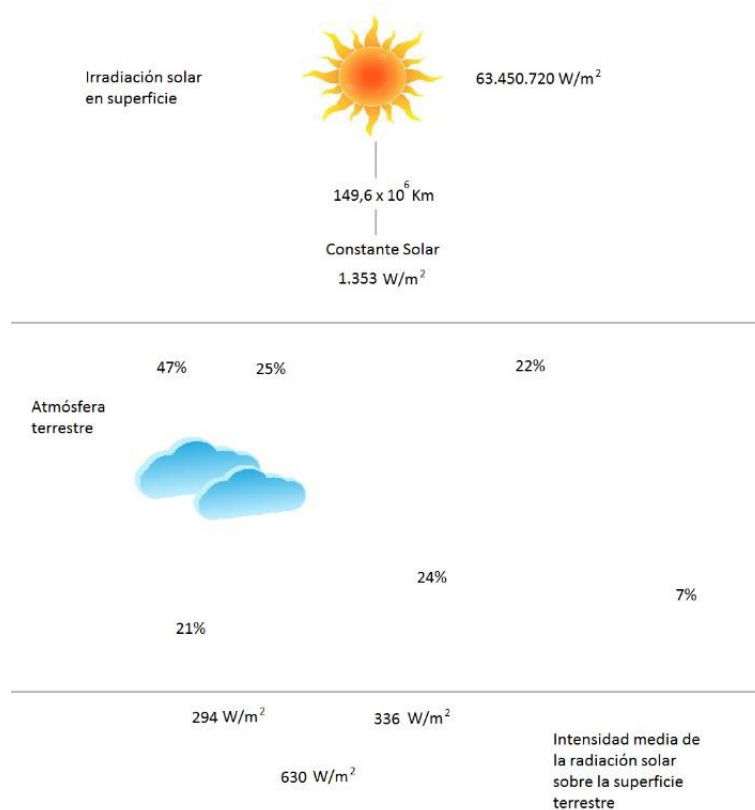 Irradiación solar
en superficie
63.450.720 W/m²
149,6 x 10⁶ Km
Constante Solar
1.353 W/m²
47%
25%
22%
Atmósfera
terrestre
24%
7%
21%
294 W/m²
336 W/m²
630 W/m²
Intensidad media de
la radiación solar
sobre la superficie
terrestre